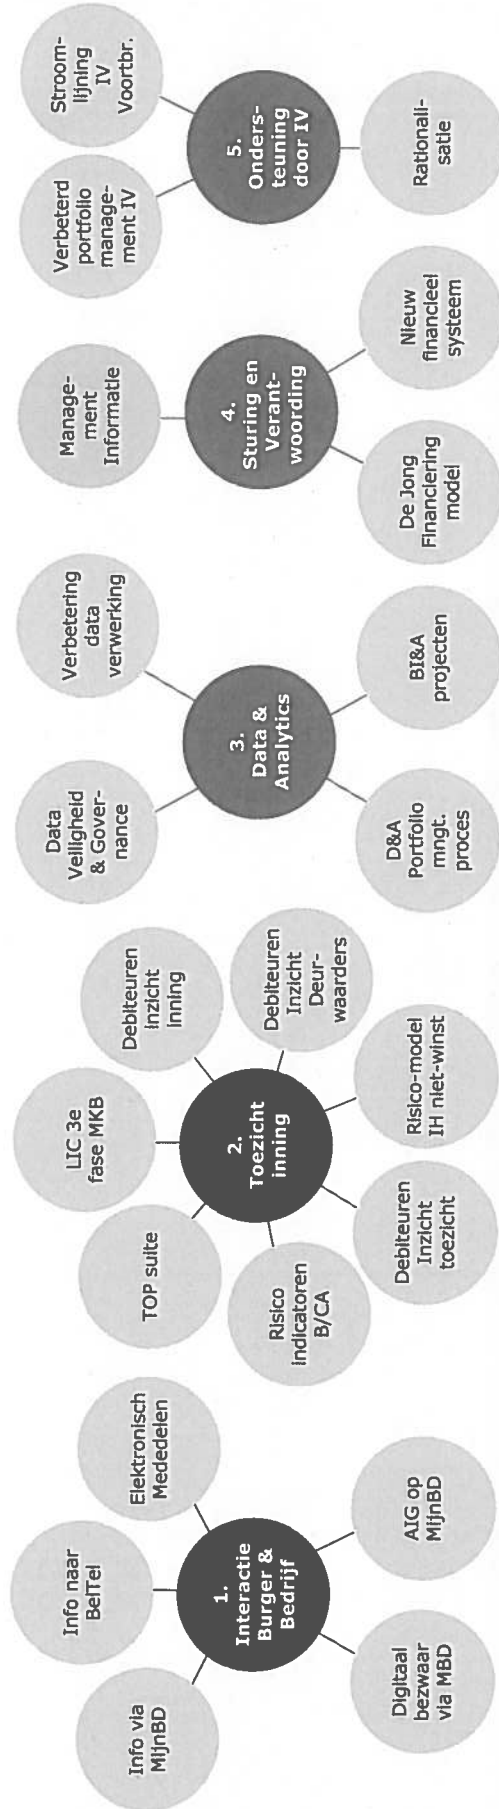 Info via
MijnBD
Info naar
BelTel
Elektronisch
Mededelen
1.
Interactie
Burger &
Bedrijf
Digitaal
bezwaar
via MBD
AIG op
MijnBD
TOP suite
LIC 3e
fase MKB
Debiteuren
inzicht
inning
Debiteuren
Inzicht
Deur-
waarders
2.
Toezicht
inning
Risico
indicatoren
B/CA
Debiteuren
Inzicht
toezicht
Risico-model
IH niet-winst
Data
Veiligheid
& Gover-
nance
Verbetering
data
verwerking
3.
Data &
Analytics
D&A
Portfolio
mngt.
proces
BI&A
projecten
Manage-
ment
Informatie
4.
Sturing en
Verant-
woording
De Jong
Financiering
model
Nieuw
financieel
systeem
Verbeterd
portfolio
manage-
ment IV
Stroom-
lijning
IV
Voortbr.
5.
Onders-
teuning
door IV
Rationali-
satie